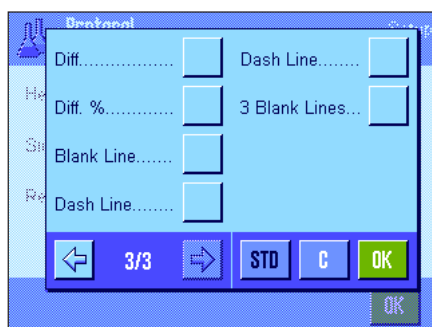 Protocol
Diff.................
Dash Line........
Diff. %.............
3 Blank Lines...
Blank Line.......
Dash Line........
3/3
STD
C
OK
OK